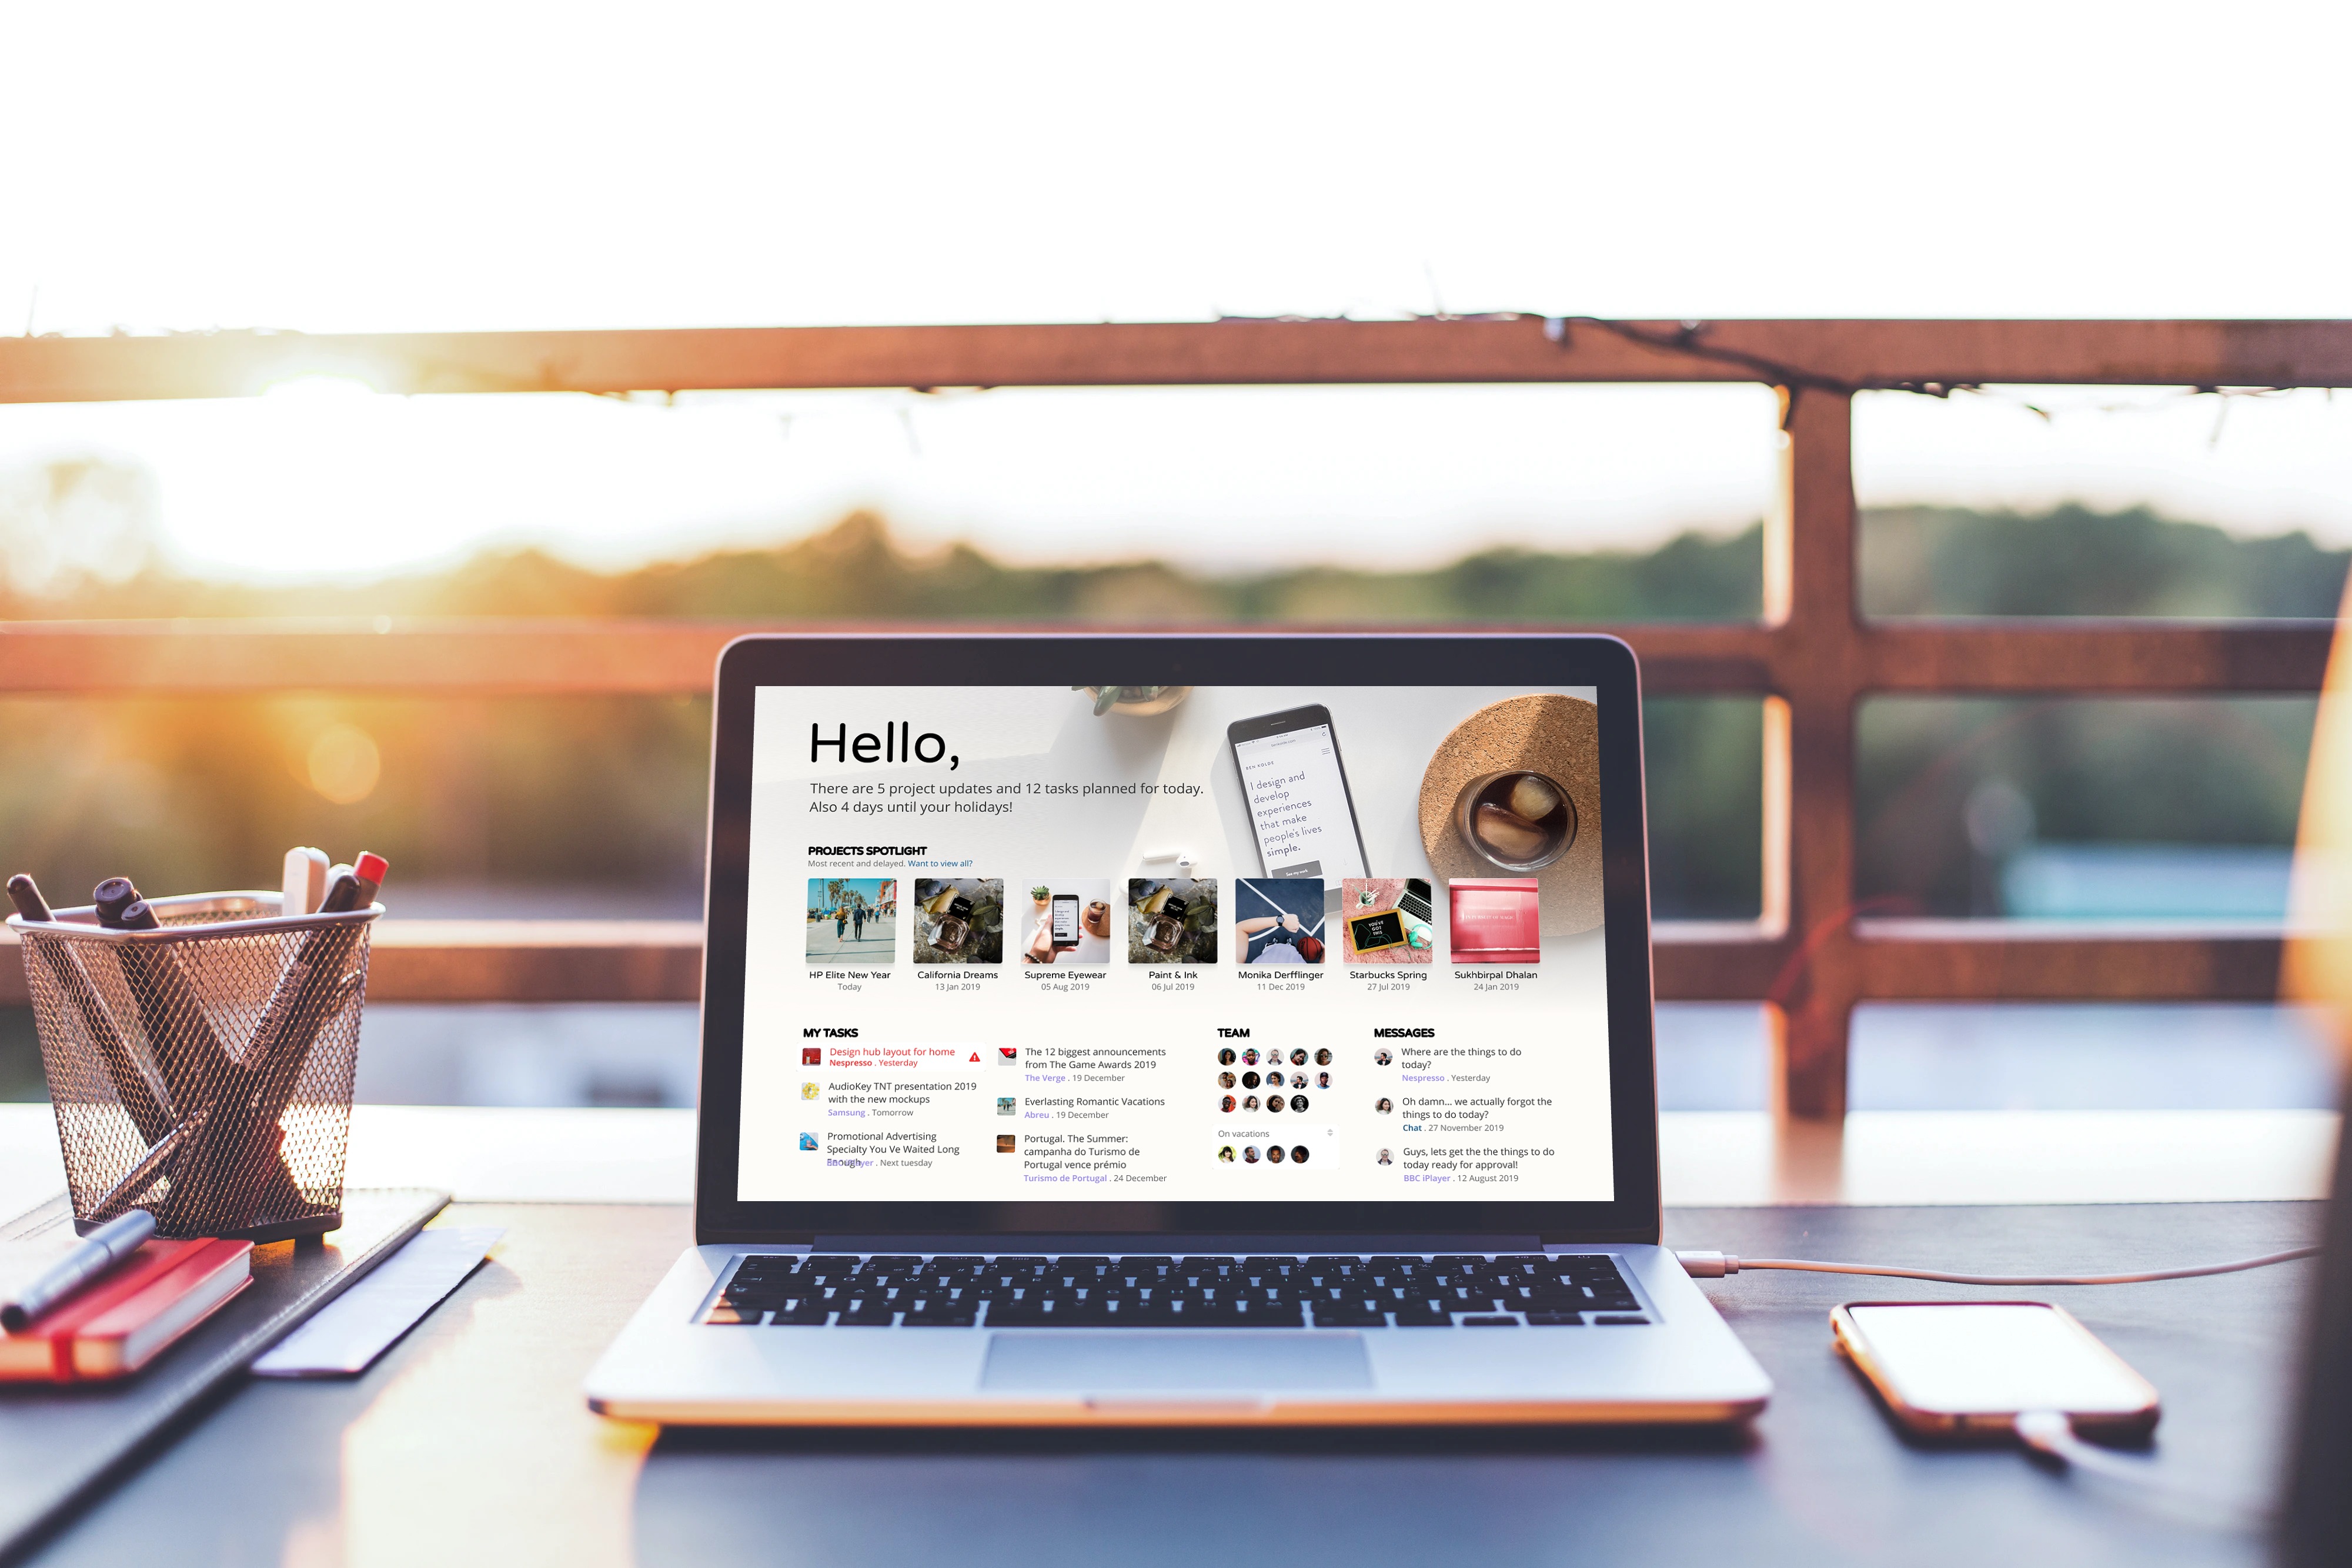 Hello,
There are 5 project updates and 12 tasks planned for today.
Also 4 days until your holidays!
BEN KOLDE
I design and
develop
experiences
that make
people's lives
simple.
See my work
PROJECTS SPOTLIGHT
Most recent and delayed. Want to view all?
YOU'VE
GOT
THIS
HP Elite New Year
Today
California Dreams
13 Jan 2019
Supreme Eyewear
05 Aug 2019
Paint & Ink
06 Jul 2019
Monika Derfflinger
11 Dec 2019
Starbucks Spring
27 Jul 2019
Sukhbirpal Dhalan
24 Jan 2019
MY TASKS
Design hub layout for home
Nespresso . Yesterday
AudioKey TNT presentation 2019
with the new mockups
Samsung . Tomorrow
Promotional Advertising
Specialty You Ve Waited Long
Enough
. Next tuesday
The 12 biggest announcements
from The Game Awards 2019
The Verge . 19 December
Everlasting Romantic Vacations
Abreu . 19 December
Portugal. The Summer:
campanha do Turismo de
Portugal vence prémio
Turismo de Portugal . 24 December
TEAM
On vacations
MESSAGES
Where are the things to do
today?
Nespresso . Yesterday
Oh damn... we actually forgot the
things to do today?
Chat . 27 November 2019
Guys, lets get the the things to do
today ready for approval!
BBC iPlayer . 12 August 2019